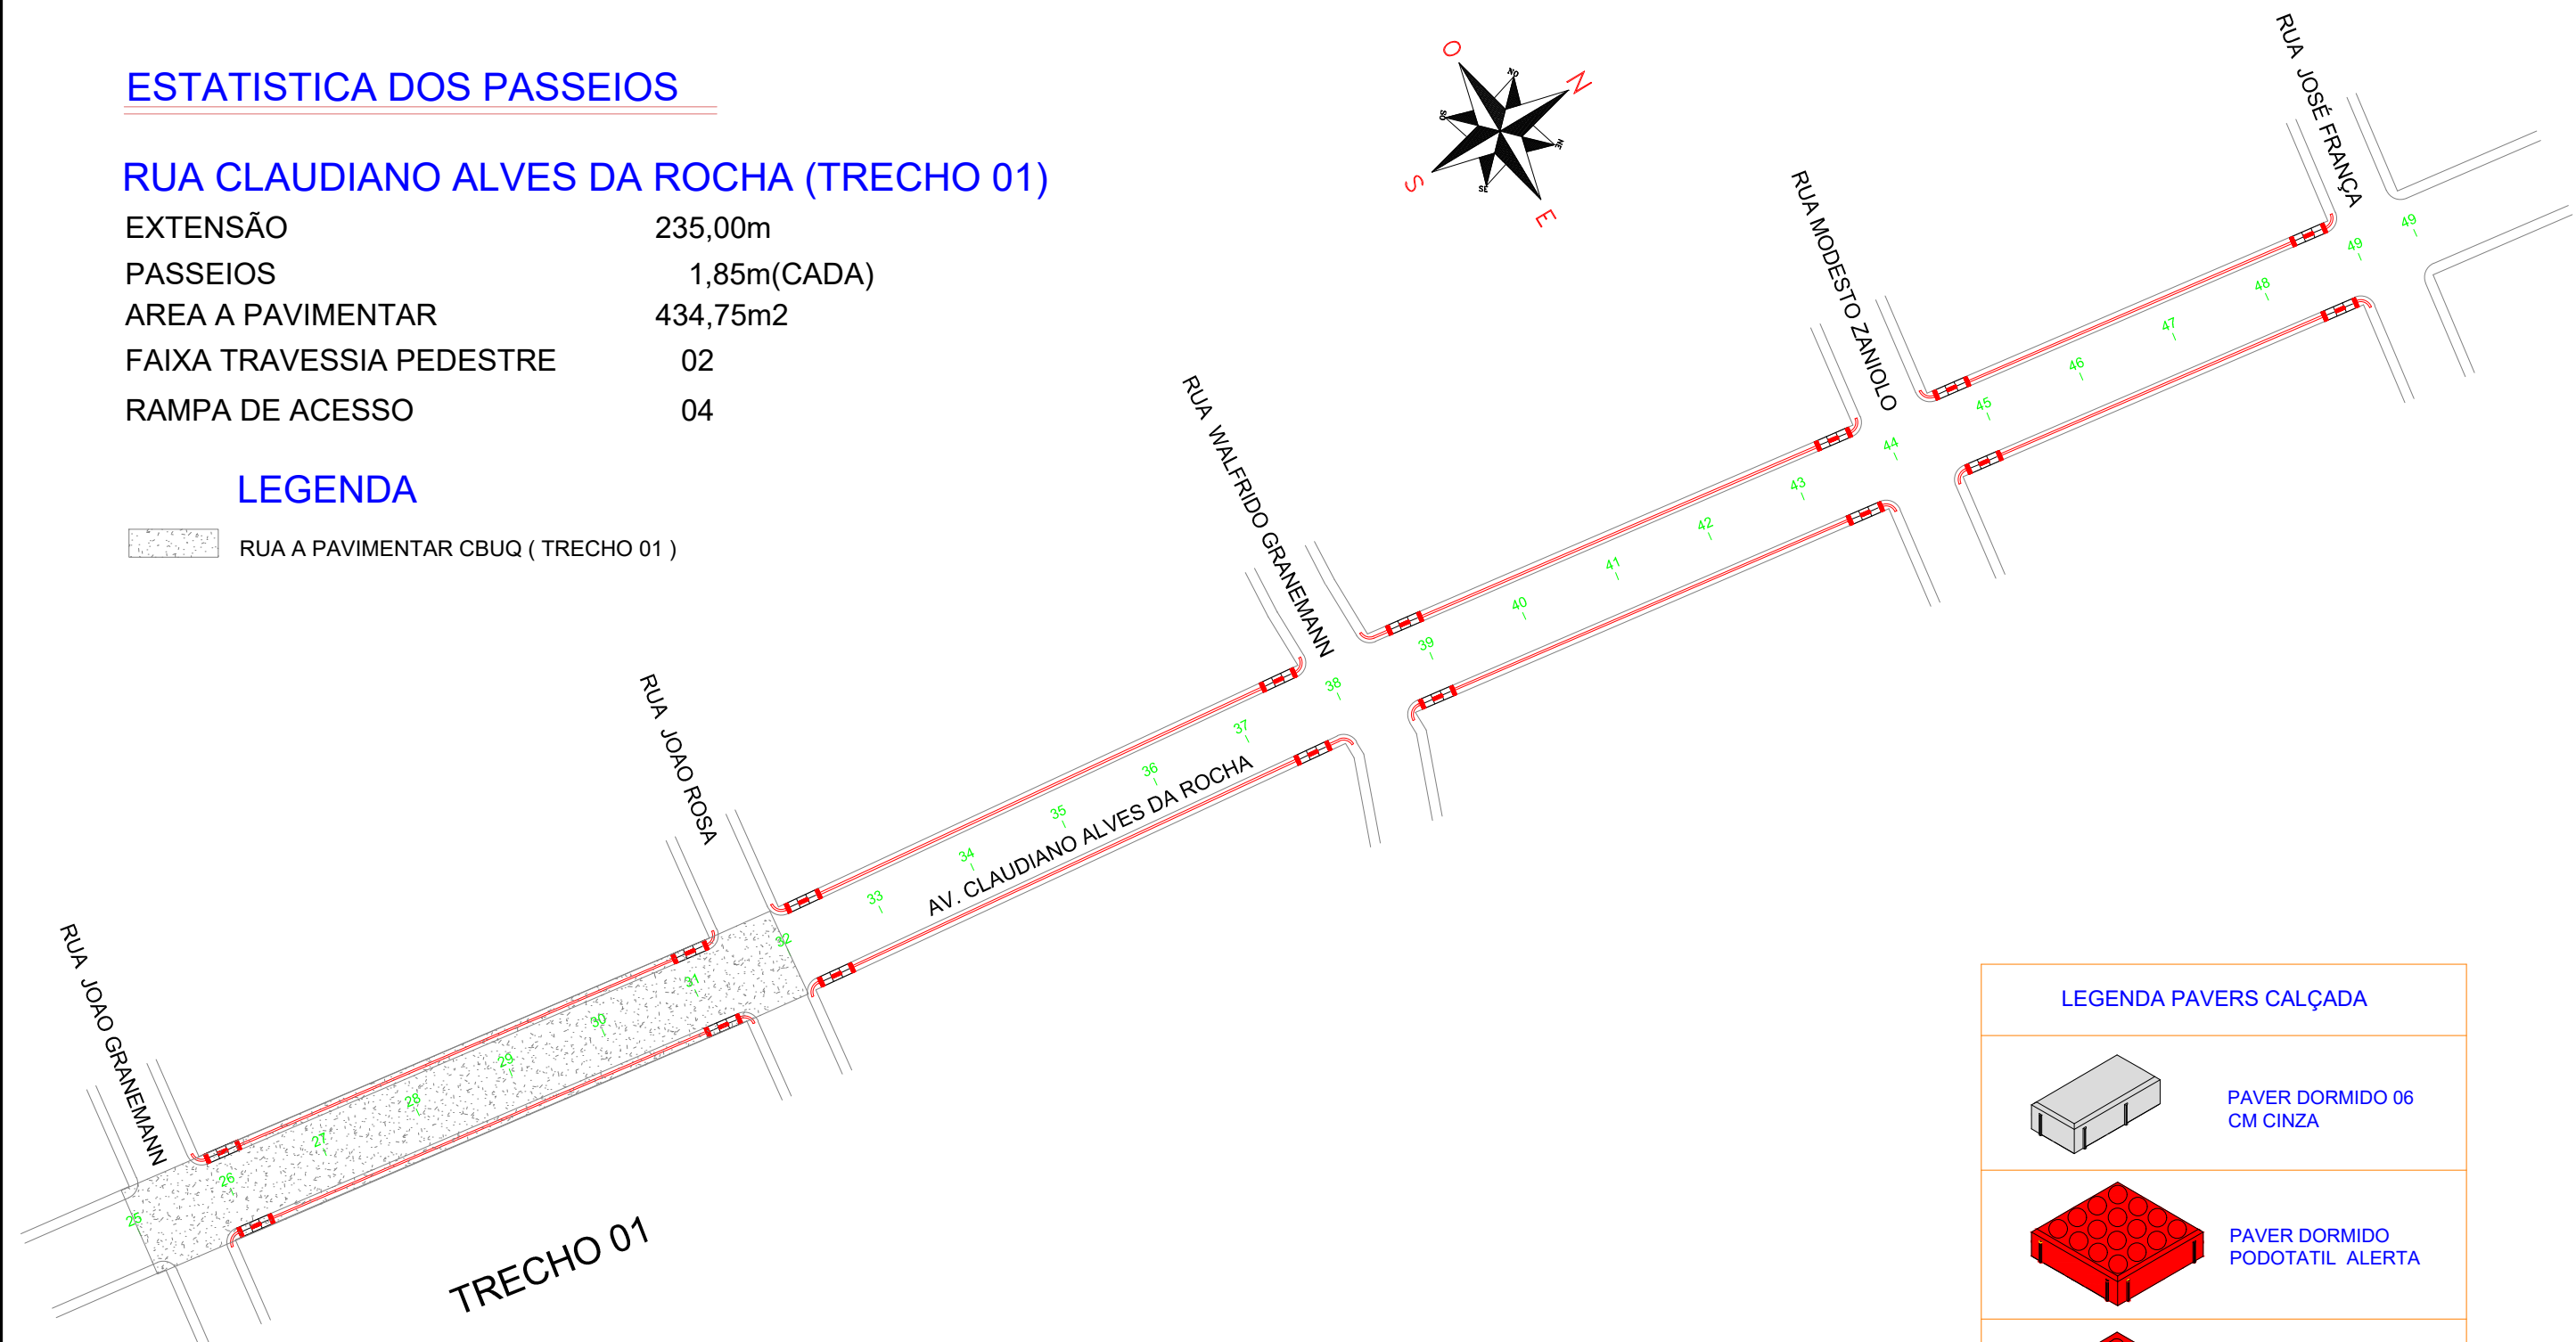 ESTATISTICA DOS PASSEIOS
RUA CLAUDIANO ALVES DA ROCHA (TRECHO 01)
EXTENSÃO 235,00m
PASSEIOS 1,85m(CADA)
AREA A PAVIMENTAR 434,75m2
FAIXA TRAVESSIA PEDESTRE 02
RAMPA DE ACESSO 04
LEGENDA
RUA A PAVIMENTAR CBUQ ( TRECHO 01 )
O
NO
N
SO
NE
S
SE
E
RUA JOSÉ FRANÇA
RUA MODESTO ZANIOLO
RUA WALFRIDO GRANEMANN
RUA JOAO ROSA
RUA JOAO GRANEMANN
AV. CLAUDIANO ALVES DA ROCHA
TRECHO 01
25
26
27
28
29
30
31
32
33
34
35
36
37
38
39
40
41
42
43
44
45
46
47
48
49
49
LEGENDA PAVERS CALÇADA
PAVER DORMIDO 06
CM CINZA
PAVER DORMIDO
PODOTATIL ALERTA